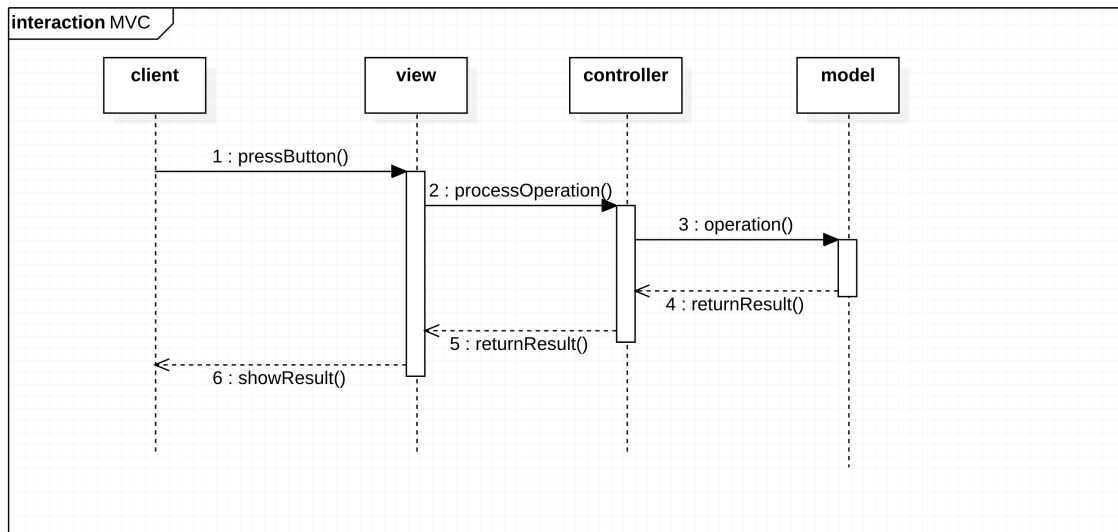 interaction MVC
client
view
controller
model
1 : pressButton()
2 : processOperation()
3 : operation()
4 : returnResult()
5 : returnResult()
6 : showResult()